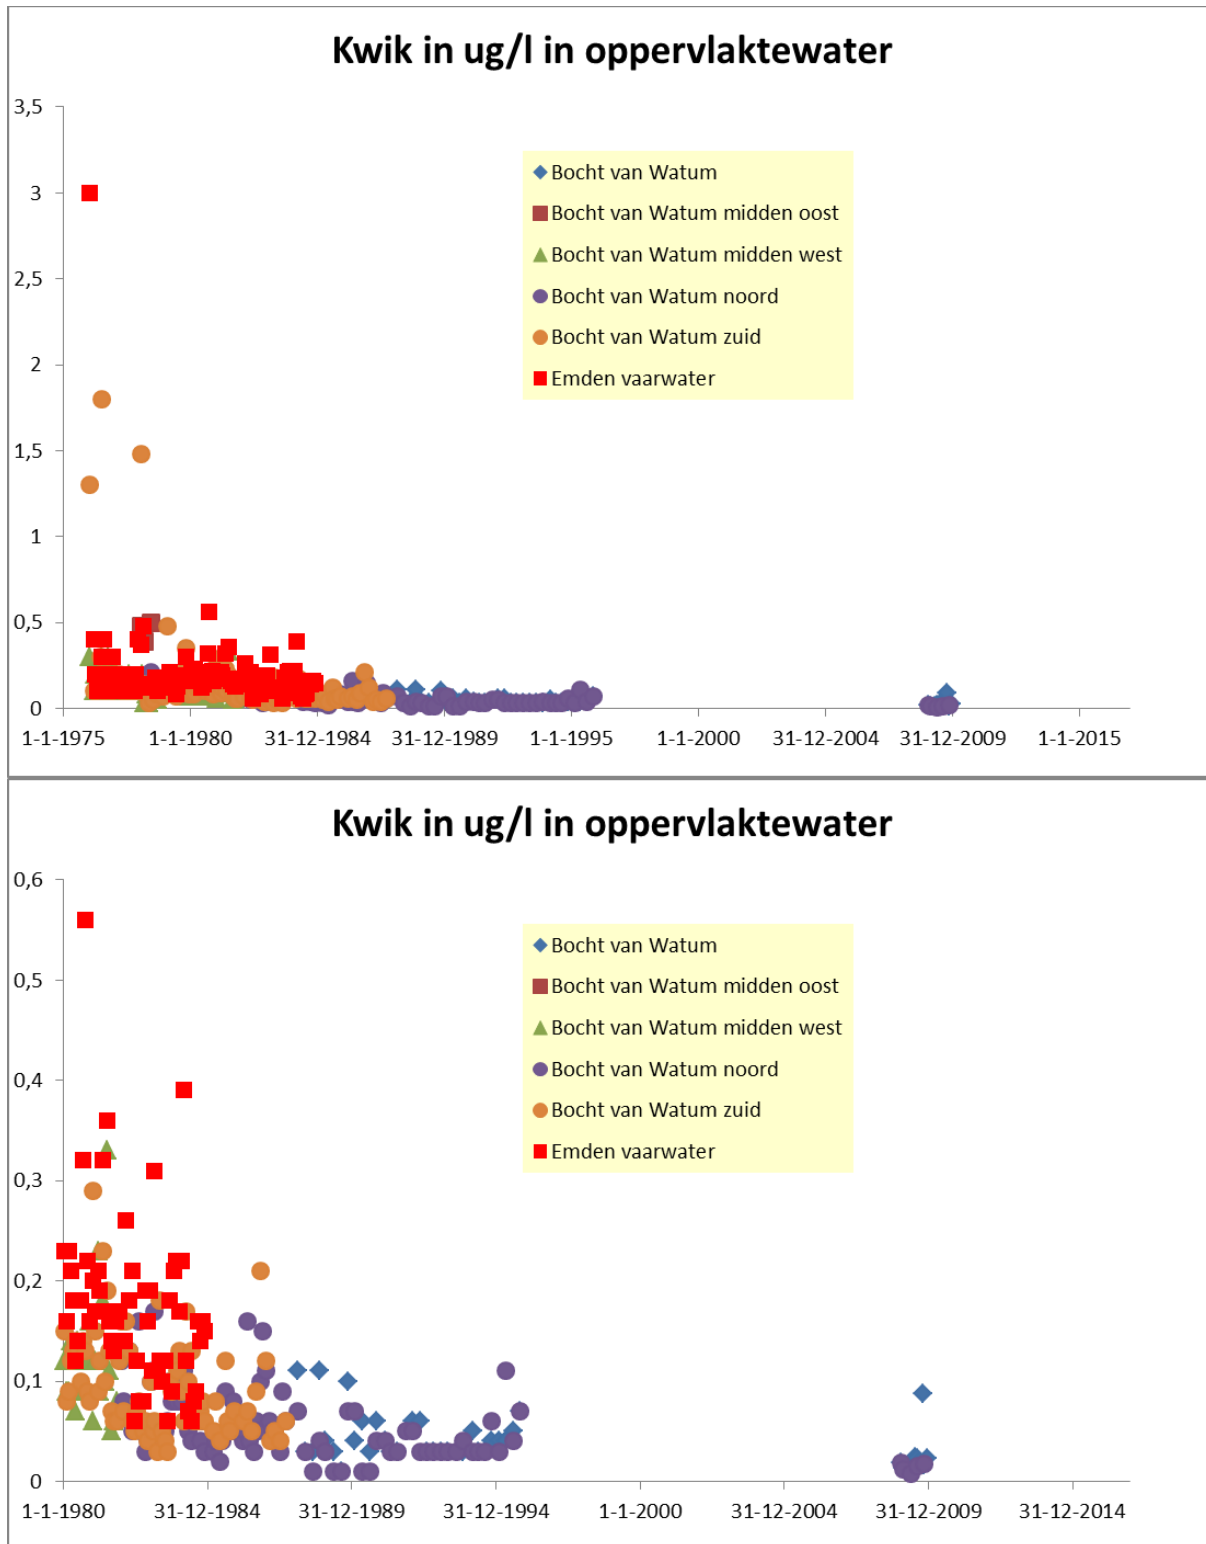 Kwik in ug/l in oppervlaktewater
3,5
3
2,5
2
1,5
1
0,5
0
Bocht van Watum
Bocht van Watum midden oost
Bocht van Watum midden west
Bocht van Watum noord
Bocht van Watum zuid
Emden vaarwater
1-1-1975 1-1-1980 31-12-1984 31-12-1989 1-1-1995 1-1-2000 31-12-2004 31-12-2009 1-1-2015
Kwik in ug/l in oppervlaktewater
0,6
0,5
0,4
0,3
0,2
0,1
0
Bocht van Watum
Bocht van Watum midden oost
Bocht van Watum midden west
Bocht van Watum noord
Bocht van Watum zuid
Emden vaarwater
1-1-1980 31-12-1984 31-12-1989 31-12-1994 1-1-2000 31-12-2004 31-12-2009 31-12-2014